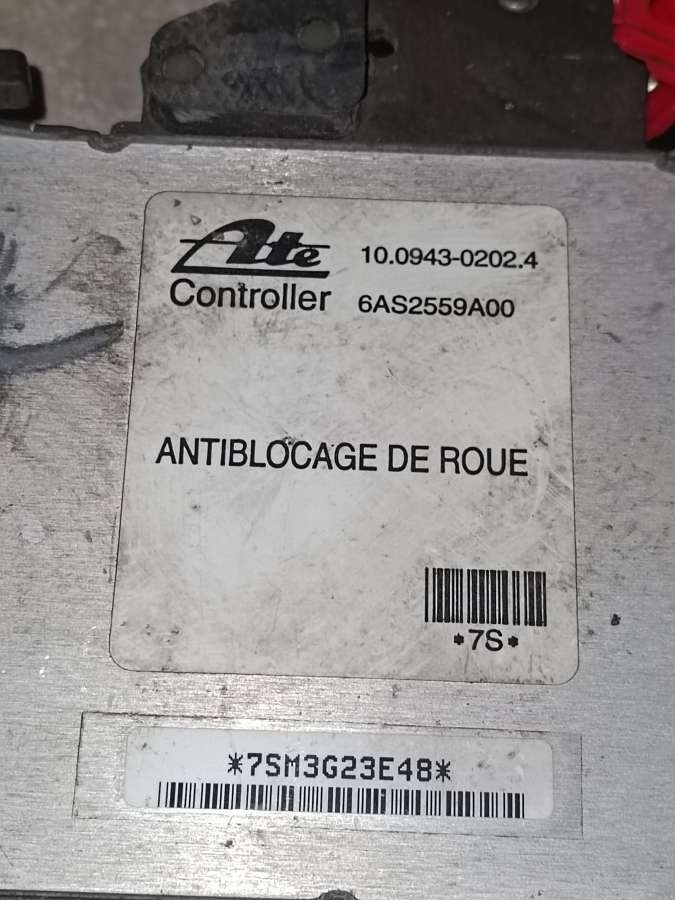 Ate 10.0943-0202.4
Controller 6AS2559A00
ANTIBLOCAGE DE ROUE
*7S*
*7SM3G23E48*